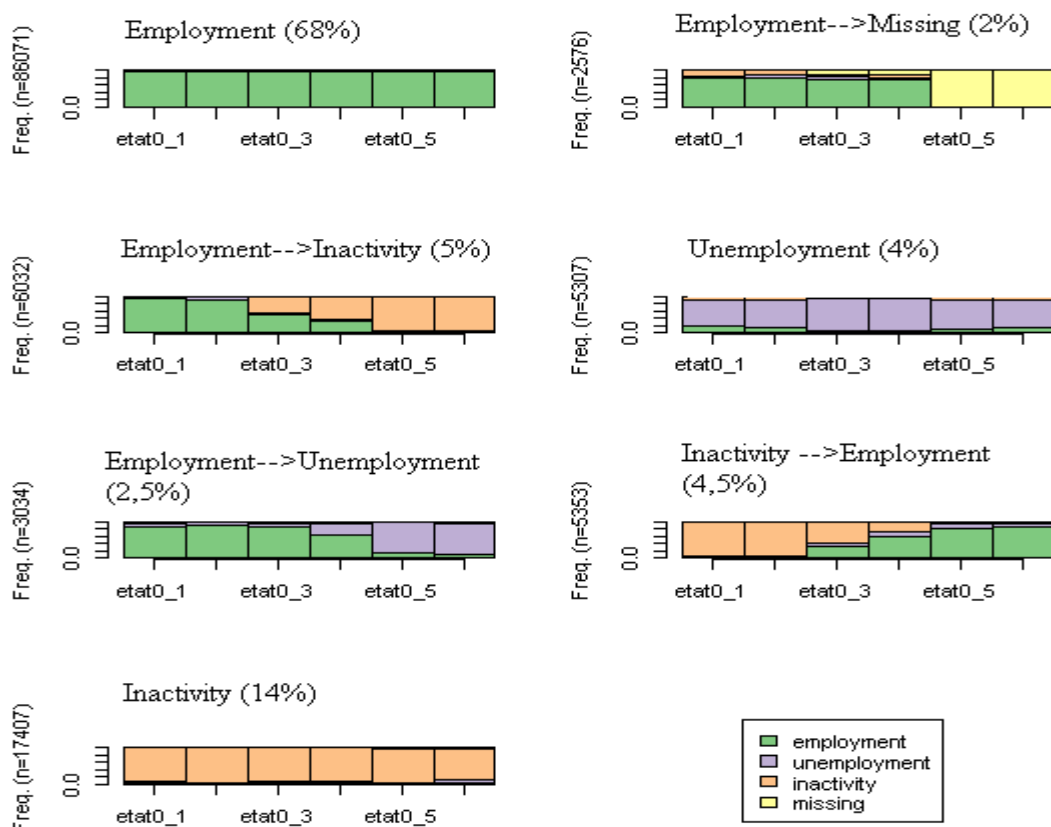 Employment (68%)
Freq. (n=86071)
0.0
etat0_1 etat0_3 etat0_5
Employment-->Missing (2%)
Freq. (n=2576)
0.0
etat0_1 etat0_3 etat0_5
Employment-->Inactivity (5%)
Freq. (n=6032)
0.0
etat0_1 etat0_3 etat0_5
Unemployment (4%)
Freq. (n=5307)
0.0
etat0_1 etat0_3 etat0_5
Employment-->Unemployment
(2,5%)
Freq. (n=3034)
0.0
etat0_1 etat0_3 etat0_5
Inactivity -->Employment
(4,5%)
Freq. (n=5353)
0.0
etat0_1 etat0_3 etat0_5
Inactivity (14%)
Freq. (n=17407)
0.0
etat0_1 etat0_3 etat0_5
employment
unemployment
inactivity
missing